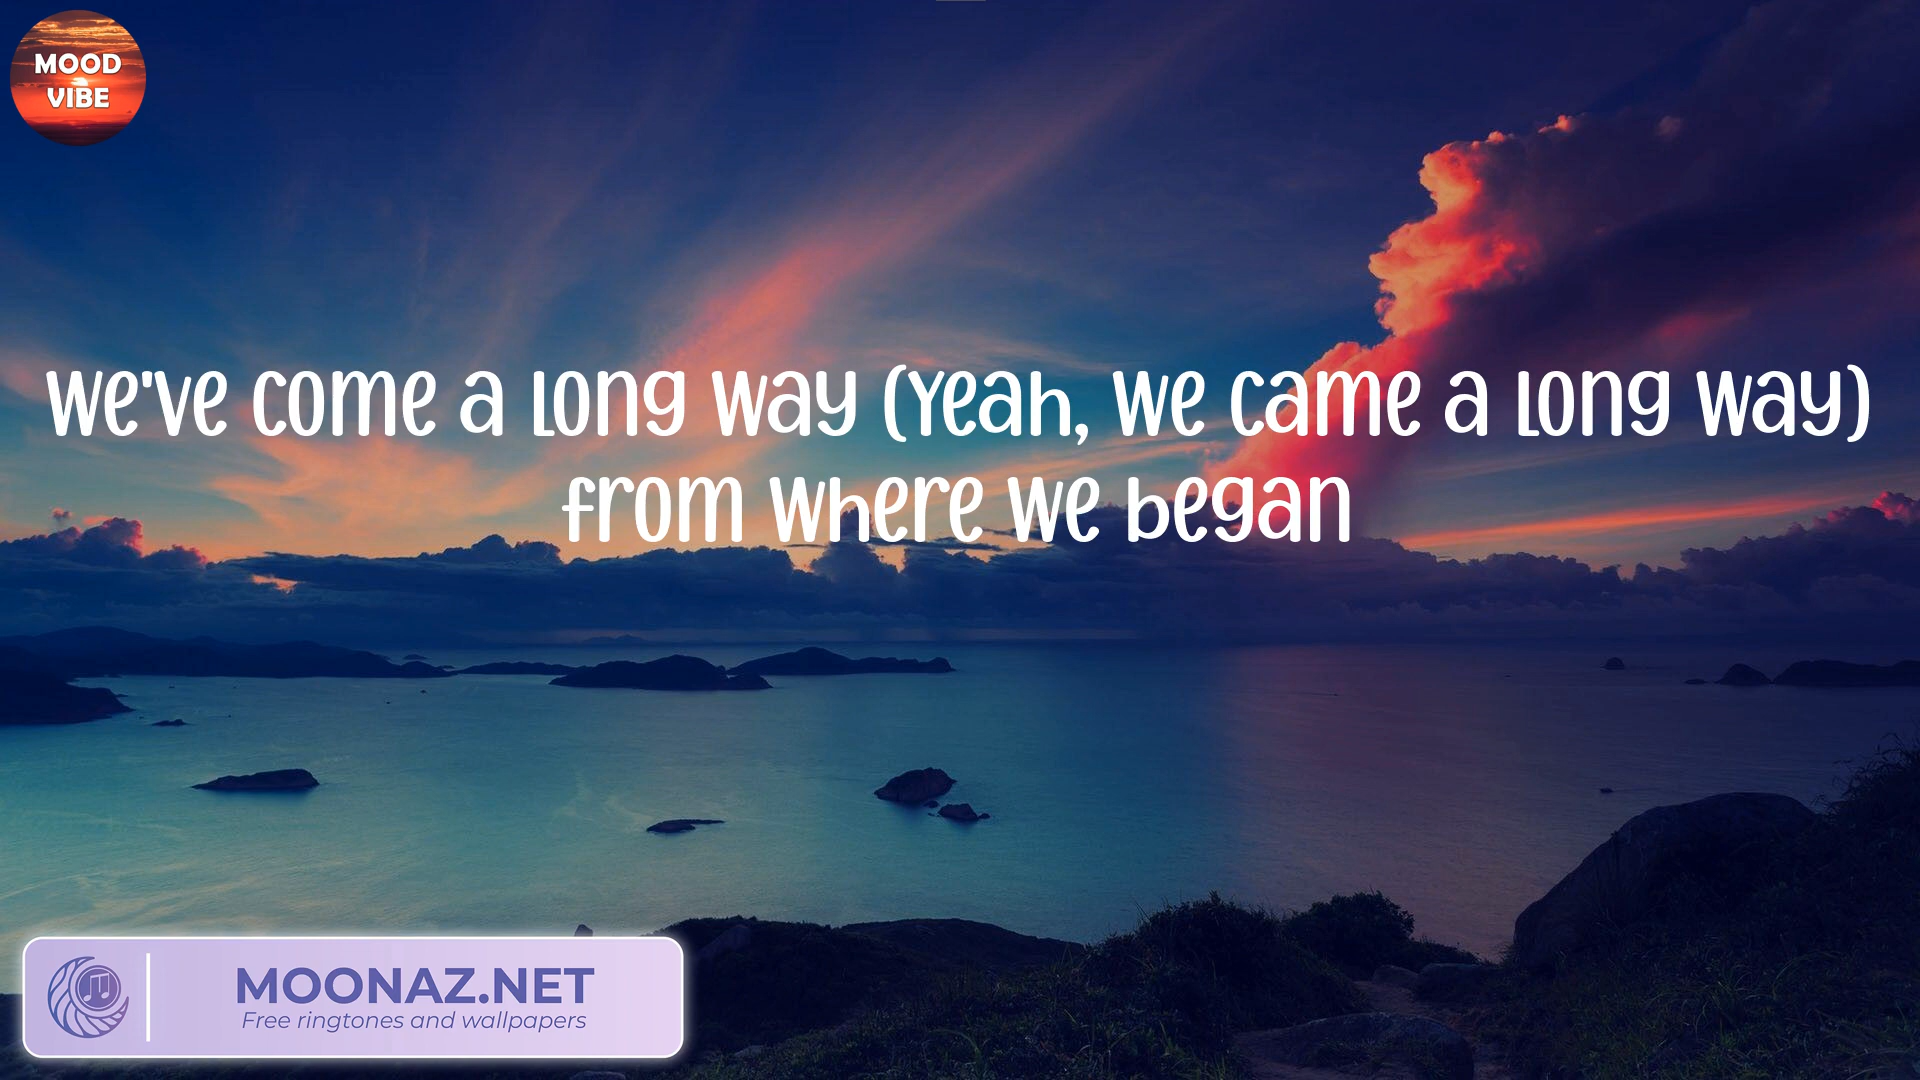 MOOD
VIBE
We've come a long way (Yeah, we came a long way)
from where we began
MOONAZ.NET
Free ringtones and wallpapers